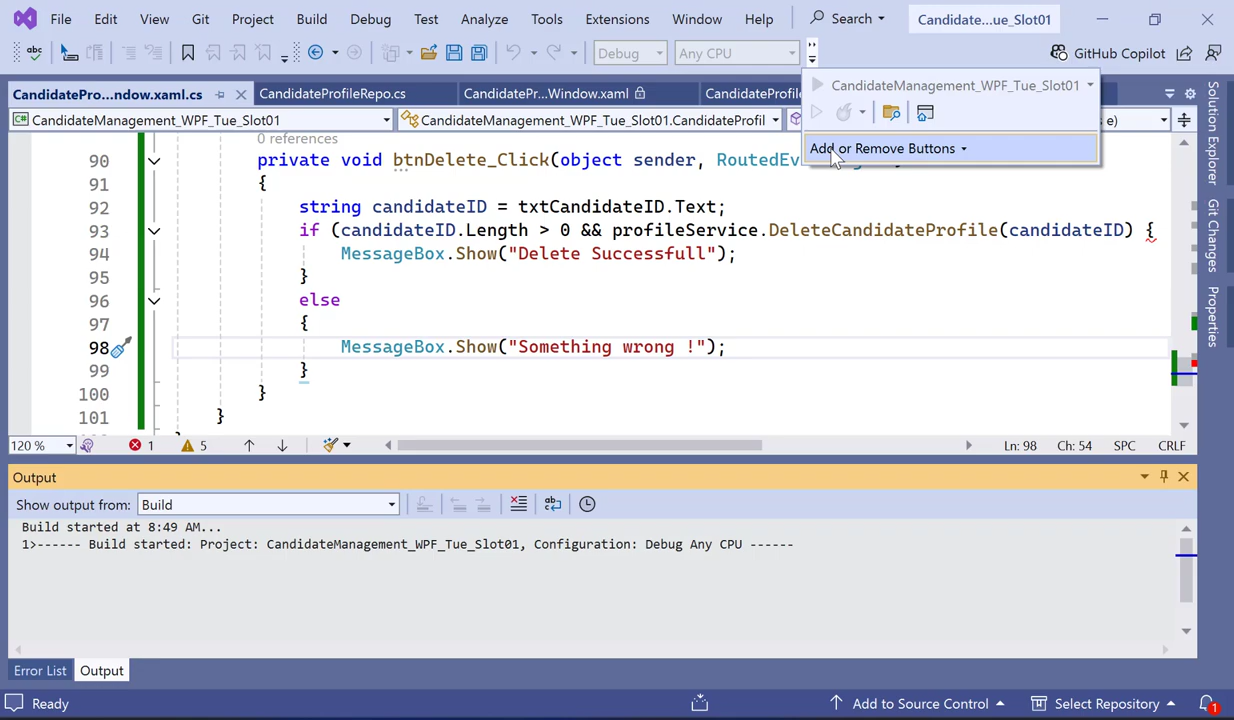 File Edit View Git Project Build Debug Test Analyze Tools Extensions Window Help Search Candidate...ue_Slot01
abc Debug Any CPU GitHub Copilot
CandidatePro...ndow.xaml.cs CandidateProfileRepo.cs CandidatePr...Window.xaml CandidateProfil
CandidateManagement_WPF_Tue_Slot01
CandidateManagement_WPF_Tue_Slot01 CandidateManagement_WPF_Tue_Slot01.CandidateProfil e)
Add or Remove Buttons
0 references
90 private void btnDelete_Click(object sender, RoutedEv
91 {
92 string candidateID = txtCandidateID.Text;
93 if (candidateID.Length > 0 && profileService.DeleteCandidateProfile(candidateID) {
94 MessageBox.Show("Delete Successfull");
95 }
96 else
97 {
98 MessageBox.Show("Something wrong !");
99 }
100 }
101 }
120 % 1 5 Ln: 98 Ch: 54 SPC CRLF
Output
Show output from: Build
Build started at 8:49 AM...
1>------ Build started: Project: CandidateManagement_WPF_Tue_Slot01, Configuration: Debug Any CPU ------
Error List Output
Ready Add to Source Control Select Repository 1
Solution Explorer
Git Changes
Properties